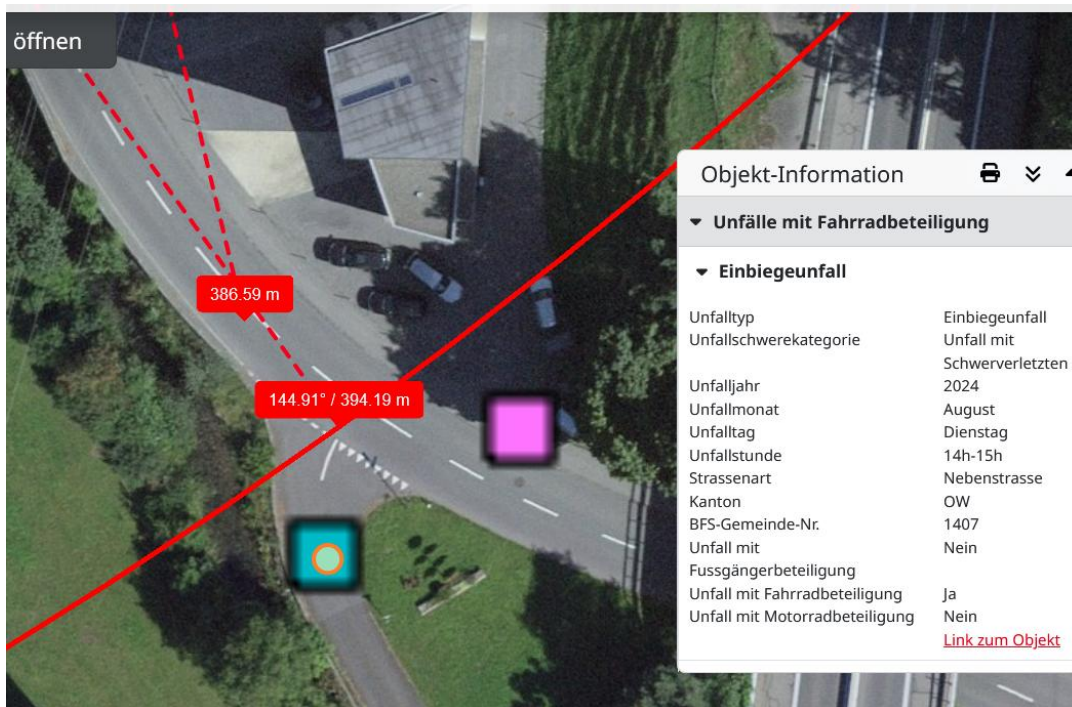 öffnen
386.59 m
144.91° / 394.19 m
Objekt-Information
Unfälle mit Fahrradbeteiligung
Einbiegeunfall
Unfalltyp Einbiegeunfall
Unfallschwerekategorie Unfall mit
Schwerverletzten
Unfalljahr 2024
Unfallmonat August
Unfalltag Dienstag
Unfallstunde 14h-15h
Strassenart Nebenstrasse
Kanton OW
BFS-Gemeinde-Nr. 1407
Unfall mit Nein
Fussgängerbeteiligung
Unfall mit Fahrradbeteiligung Ja
Unfall mit Motorradbeteiligung Nein
Link zum Objekt